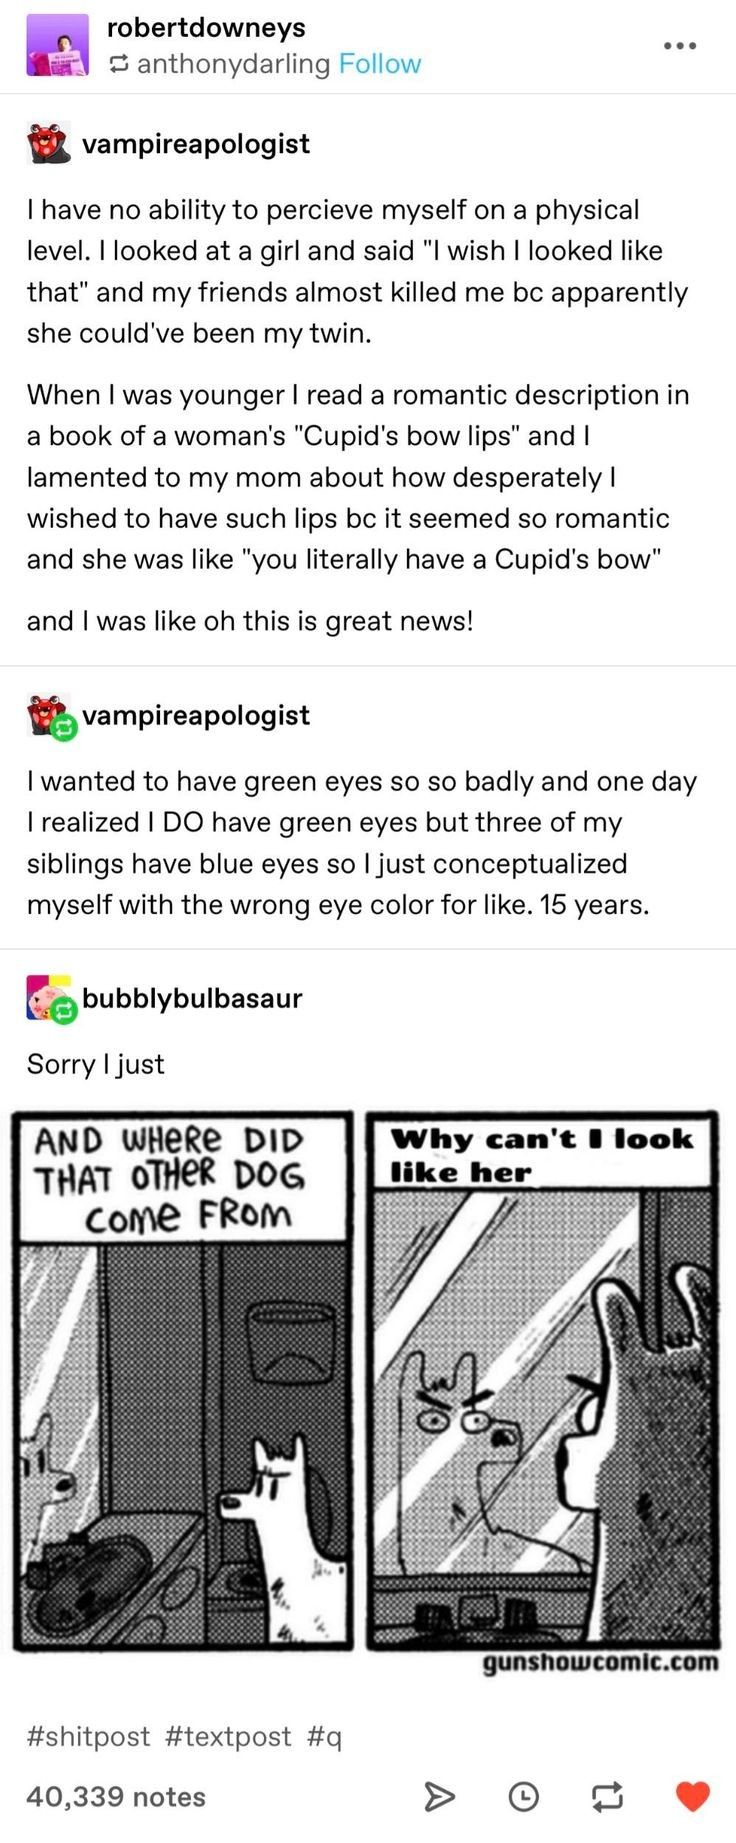 robertdowneys
anthonydarling Follow
vampireapologist
I have no ability to percieve myself on a physical
level. I looked at a girl and said "I wish I looked like
that" and my friends almost killed me bc apparently
she could've been my twin.
When I was younger I read a romantic description in
a book of a woman's "Cupid's bow lips" and I
lamented to my mom about how desperately I
wished to have such lips bc it seemed so romantic
and she was like "you literally have a Cupid's bow"
and I was like oh this is great news!
vampireapologist
I wanted to have green eyes so so badly and one day
I realized I DO have green eyes but three of my
siblings have blue eyes so I just conceptualized
myself with the wrong eye color for like. 15 years.
bubblybulbasaur
Sorry I just
AND WHERE DID
THAT OTHER DOG
COME FROM
Why can't I look
like her
gunshowcomic.com
#shitpost #textpost #q
40,339 notes